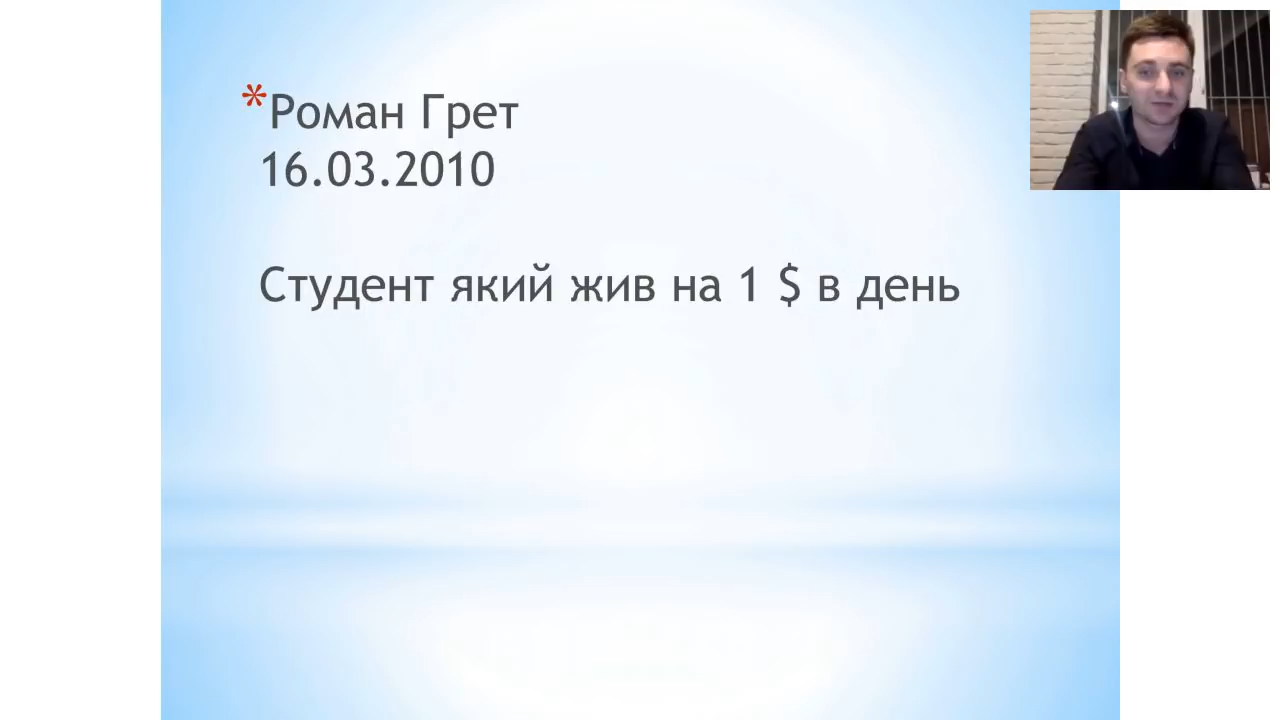 *Роман Грет
16.03.2010
Студент який жив на 1 $ в день